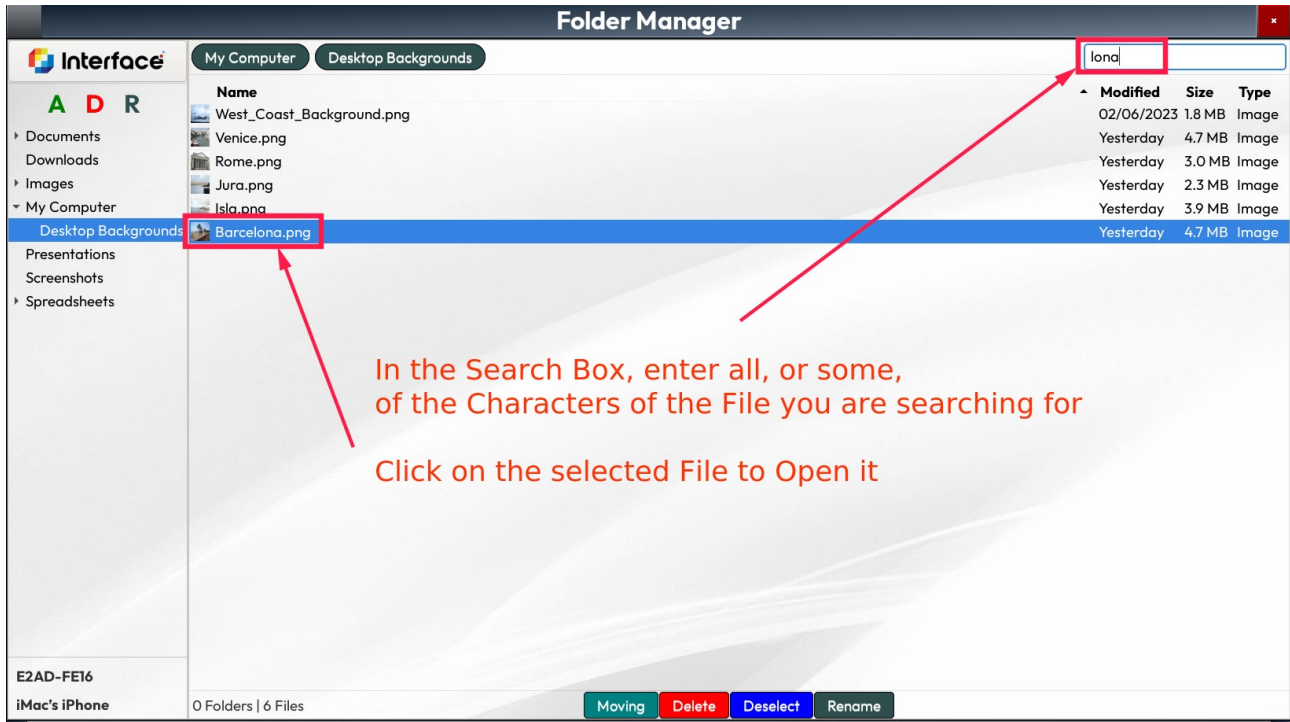 Folder Manager
×
Interface
My Computer
Desktop Backgrounds
lona
A D R
Documents
Downloads
Images
My Computer
Desktop Backgrounds
Presentations
Screenshots
Spreadsheets
Name Modified Size Type
West_Coast_Background.png 02/06/2023 1.8 MB Image
Venice.png Yesterday 4.7 MB Image
Rome.png Yesterday 3.0 MB Image
Jura.png Yesterday 2.3 MB Image
Isla.png Yesterday 3.9 MB Image
Barcelona.png Yesterday 4.7 MB Image
In the Search Box, enter all, or some,
of the Characters of the File you are searching for
Click on the selected File to Open it
E2AD-FE16
iMac's iPhone
0 Folders | 6 Files
Moving Delete Deselect Rename